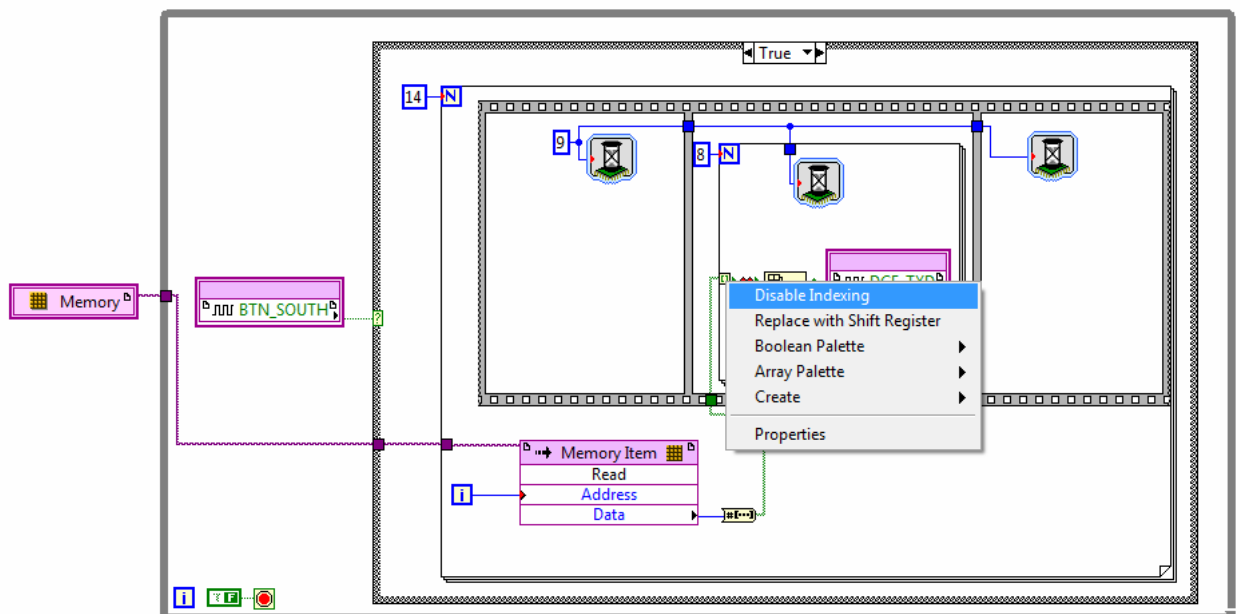 True
14
N
9
8
N
Memory
BTN_SOUTH
?
Disable Indexing
Replace with Shift Register
Boolean Palette
Array Palette
Create
Properties
Memory Item
Read
i
Address
Data
#[...]
i
F